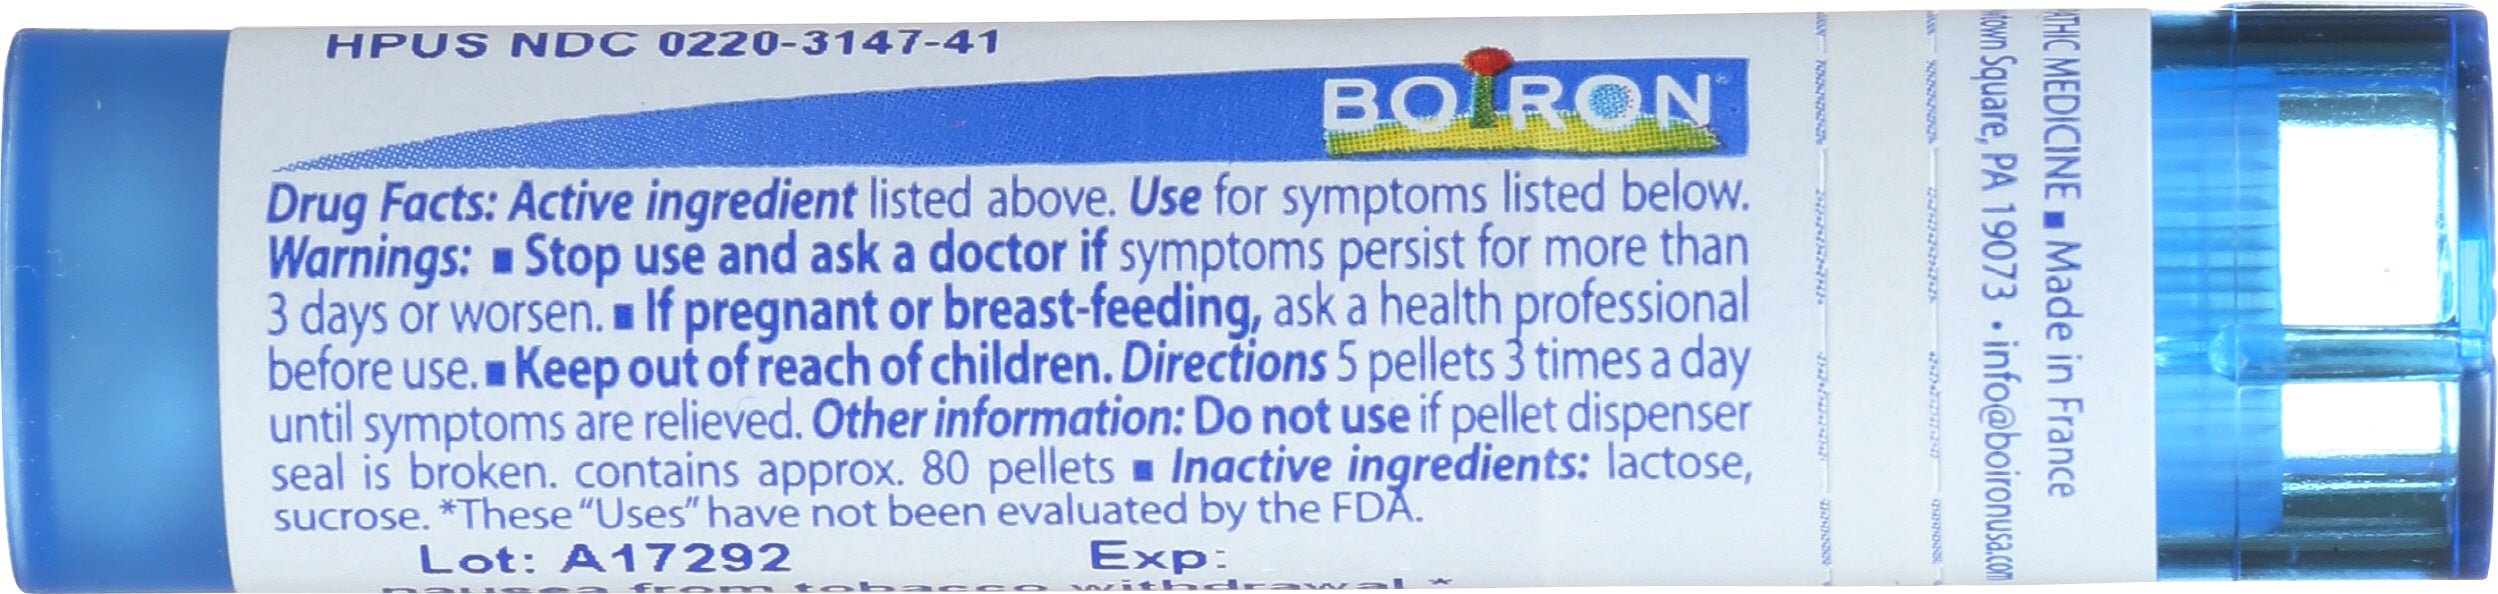 HPUS NDC 0220-3147-41
BOIRON®
Drug Facts: Active ingredient listed above. Use for symptoms listed below.
Warnings: ■ Stop use and ask a doctor if symptoms persist for more than
3 days or worsen. ■ If pregnant or breast-feeding, ask a health professional
before use. ■ Keep out of reach of children. Directions 5 pellets 3 times a day
until symptoms are relieved. Other information: Do not use if pellet dispenser
seal is broken. contains approx. 80 pellets ■ Inactive ingredients: lactose,
sucrose. *These "Uses" have not been evaluated by the FDA.
Lot: A17292 Exp:
nausea from tobacco withdrawal.*
MEDICINE ■ Made in France
Square, PA 19073 • info@boironusa.com